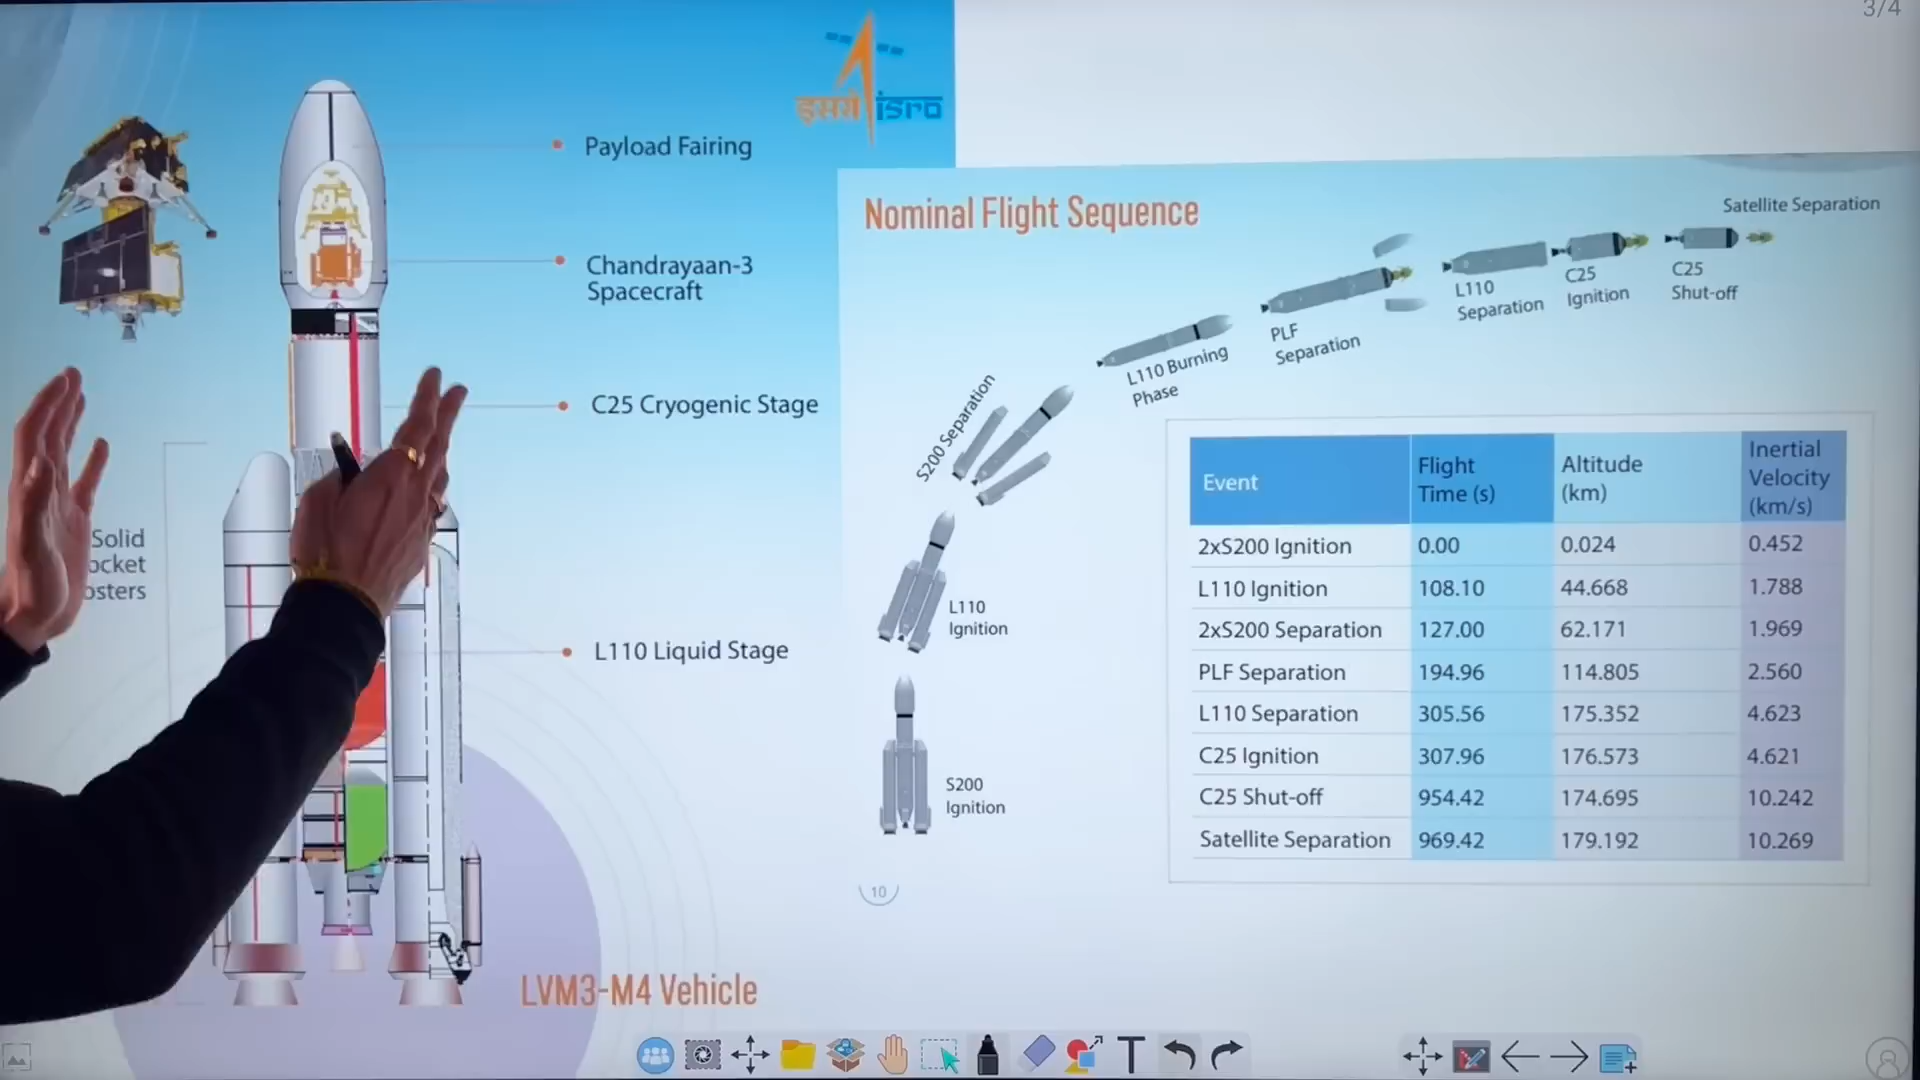 3/4
इसरो isro
Payload Fairing
Chandrayaan-3
Spacecraft
C25 Cryogenic Stage
Solid
L110 Liquid Stage
LVM3-M4 Vehicle
Nominal Flight Sequence
Satellite Separation
C25
Shut-off
C25
Ignition
L110
Separation
PLF
Separation
L110 Burning
Phase
S200 Separation
L110
Ignition
S200
Ignition
10
Event Flight Time (s) Altitude (km) Inertial Velocity (km/s)
2xS200 Ignition 0.00 0.024 0.452
L110 Ignition 108.10 44.668 1.788
2xS200 Separation 127.00 62.171 1.969
PLF Separation 194.96 114.805 2.560
L110 Separation 305.56 175.352 4.623
C25 Ignition 307.96 176.573 4.621
C25 Shut-off 954.42 174.695 10.242
Satellite Separation 969.42 179.192 10.269
T